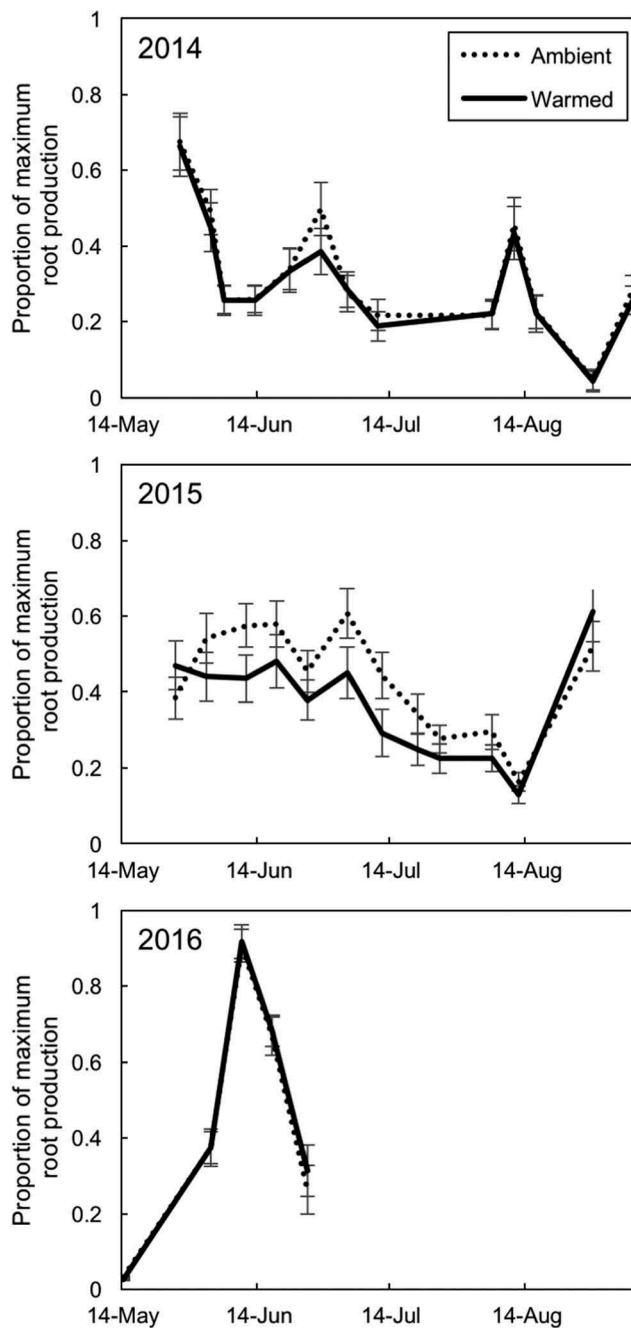 2014
Ambient
Warmed
Proportion of maximum
root production
1
0.8
0.6
0.4
0.2
0
14-May
14-Jun
14-Jul
14-Aug
2015
Proportion of maximum
root production
1
0.8
0.6
0.4
0.2
0
14-May
14-Jun
14-Jul
14-Aug
2016
Proportion of maximum
root production
1
0.8
0.6
0.4
0.2
0
14-May
14-Jun
14-Jul
14-Aug